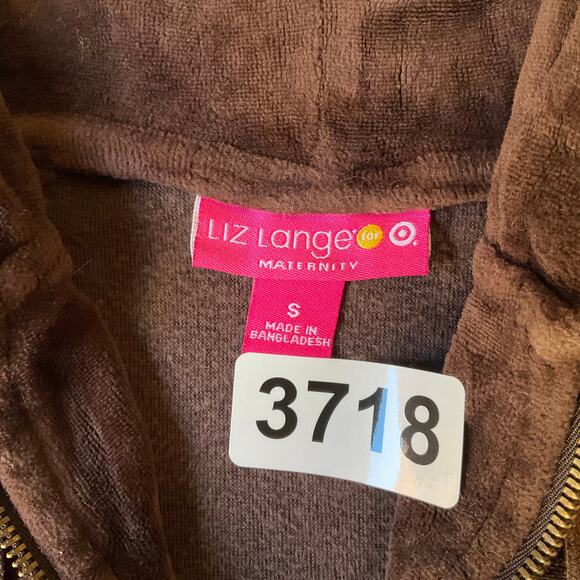 Liz Lange for
MATERNITY
S
MADE IN
BANGLADESH
3718